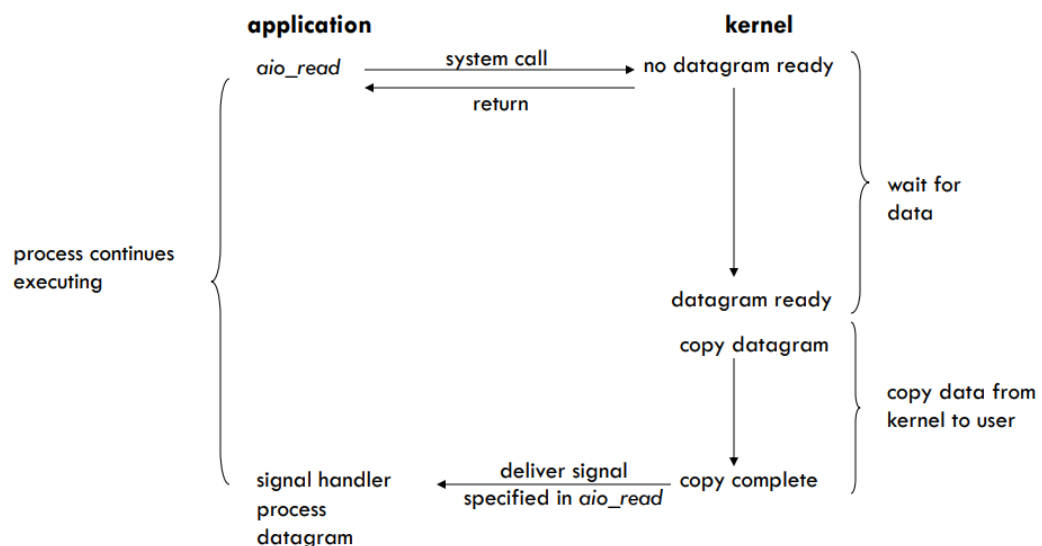 application
kernel
aio_read
system call
no datagram ready
return
wait for
data
process continues
executing
datagram ready
copy datagram
copy data from
kernel to user
signal handler
process
datagram
deliver signal
specified in aio_read
copy complete